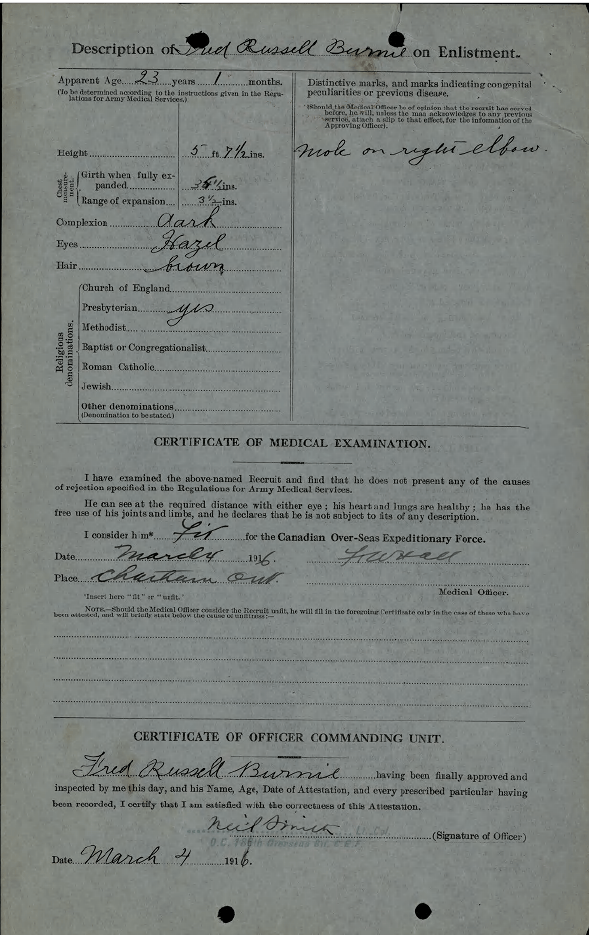 Description of Fred Russell Burnie on Enlistment.
Apparent Age 23 years 1 months.
(To be determined according to the instructions given in the Regulations for Army Medical Services.)
Height 5 ft 7 1/2 ins.
Chest measurement. Girth when fully expanded ins.
Range of expansion 3 1/2 ins.
Complexion dark
Eyes Hazel
Hair brown
Religious denominations.
Church of England
Presbyterian yes
Methodist
Baptist or Congregationalist
Roman Catholic
Jewish
Other denominations
(Denomination to be stated.)
Distinctive marks, and marks indicating congenital
peculiarities or previous disease.
(Should the Medical Officer be of opinion that the recruit has served
before, he will, unless the man acknowledges to any previous
service, attach a slip to that effect, for the information of the
Approving Officer).
mole on right elbow.
CERTIFICATE OF MEDICAL EXAMINATION.
I have examined the above-named Recruit and find that he does not present any of the causes
of rejection specified in the Regulations for Army Medical Services.
He can see at the required distance with either eye ; his heart and lungs are healthy ; he has the
free use of his joints and limbs, and he declares that he is not subject to fits of any description.
I consider him* Fit for the Canadian Over-Seas Expeditionary Force.
Date March 4 1916.
Place Chatham Ont.
Medical Officer.
*Insert here "fit" or "unfit."
NOTE.—Should the Medical Officer consider the Recruit unfit, he will fill in the foregoing Certificate only in the case of those who have
been attested, and will briefly state below the cause of unfitness:—
CERTIFICATE OF OFFICER COMMANDING UNIT.
Fred Russell Burnie having been finally approved and
inspected by me this day, and his Name, Age, Date of Attestation, and every prescribed particular having
been recorded, I certify that I am satisfied with the correctness of this Attestation.
Neil Smith (Signature of Officer)
Date March 4 1916.